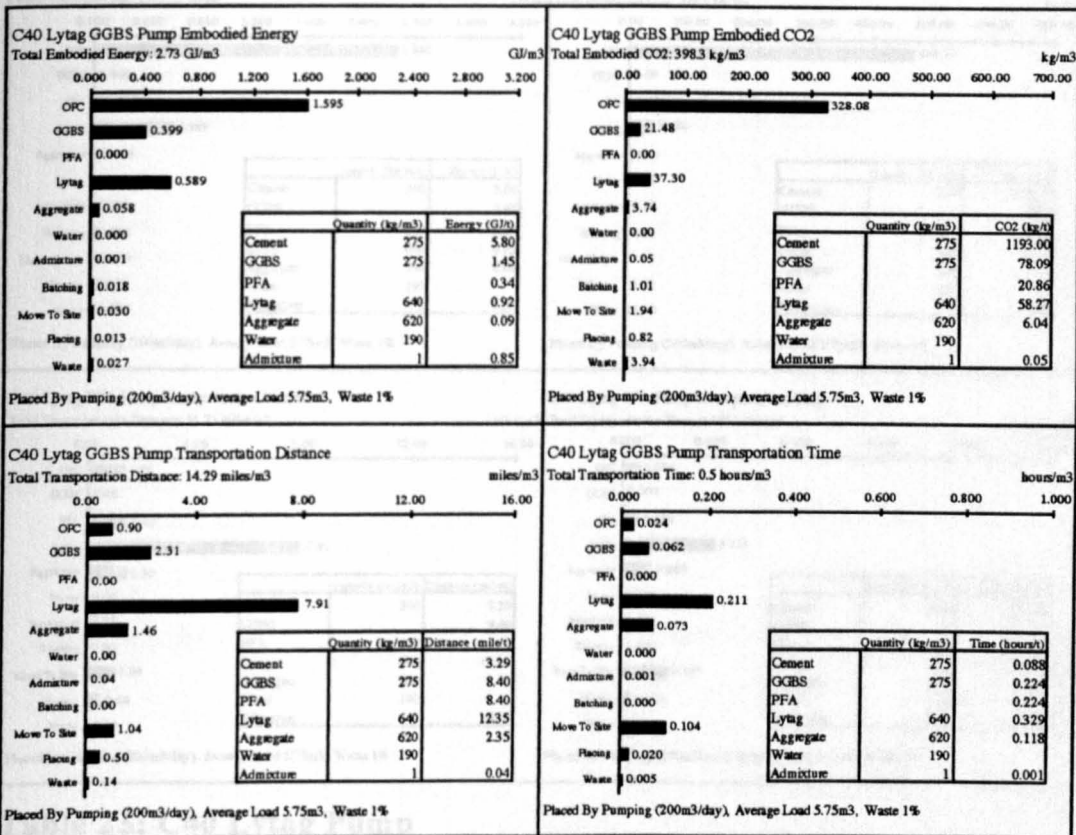 C40 Lytag GGBS Pump Embodied Energy
Total Embodied Energy: 2.73 GJ/m3 GJ/m3
0.000 0.400 0.800 1.200 1.600 2.000 2.400 2.800 3.200
OPC 1.595
GGBS 0.399
PFA 0.000
Lytag 0.589
Aggregate 0.058
Water 0.000
Admixture 0.001
Batching 0.018
Move To Site 0.030
Placing 0.013
Waste 0.027
Quantity (kg/m3) Energy (GJ/t)
Cement 275 5.80
GGBS 275 1.45
PFA 0.34
Lytag 640 0.92
Aggregate 620 0.09
Water 190
Admixture 1 0.85
Placed By Pumping (200m3/day), Average Load 5.75m3, Waste 1%
C40 Lytag GGBS Pump Embodied CO2
Total Embodied CO2: 398.3 kg/m3 kg/m3
0.00 100.00 200.00 300.00 400.00 500.00 600.00 700.00
OPC 328.08
GGBS 21.48
PFA 0.00
Lytag 37.30
Aggregate 3.74
Water 0.00
Admixture 0.05
Batching 1.01
Move To Site 1.94
Placing 0.82
Waste 3.94
Quantity (kg/m3) CO2 (kg/t)
Cement 275 1193.00
GGBS 275 78.09
PFA 20.86
Lytag 640 58.27
Aggregate 620 6.04
Water 190
Admixture 1 0.05
Placed By Pumping (200m3/day), Average Load 5.75m3, Waste 1%
C40 Lytag GGBS Pump Transportation Distance
Total Transportation Distance: 14.29 miles/m3 miles/m3
0.00 4.00 8.00 12.00 16.00
OPC 0.90
GGBS 2.31
PFA 0.00
Lytag 7.91
Aggregate 1.46
Water 0.00
Admixture 0.04
Batching 0.00
Move To Site 1.04
Placing 0.50
Waste 0.14
Quantity (kg/m3) Distance (mile/t)
Cement 275 3.29
GGBS 275 8.40
PFA 8.40
Lytag 640 12.35
Aggregate 620 2.35
Water 190
Admixture 1 0.04
Placed By Pumping (200m3/day), Average Load 5.75m3, Waste 1%
C40 Lytag GGBS Pump Transportation Time
Total Transportation Time: 0.5 hours/m3 hours/m3
0.000 0.200 0.400 0.600 0.800 1.000
OPC 0.024
GGBS 0.062
PFA 0.000
Lytag 0.211
Aggregate 0.073
Water 0.000
Admixture 0.001
Batching 0.000
Move To Site 0.104
Placing 0.020
Waste 0.005
Quantity (kg/m3) Time (hours/t)
Cement 275 0.088
GGBS 275 0.224
PFA 0.224
Lytag 640 0.329
Aggregate 620 0.118
Water 190
Admixture 1 0.001
Placed By Pumping (200m3/day), Average Load 5.75m3, Waste 1%